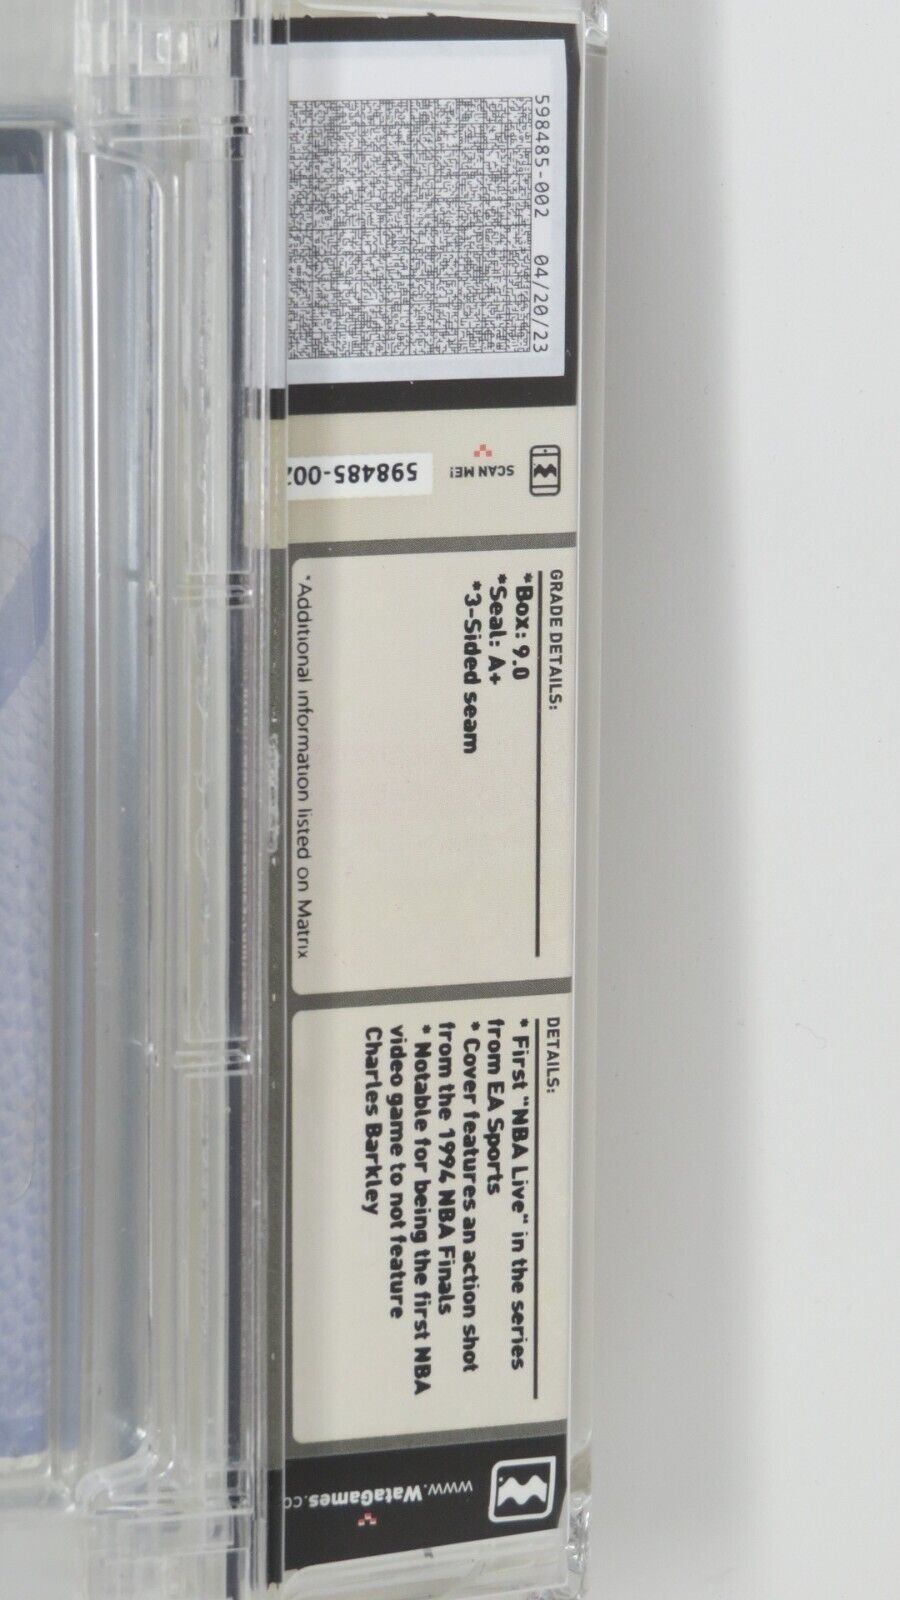 598485-002 04/20/23
SCAN ME!
598485-002
GRADE DETAILS:
*Box: 9.0
*Seal: A+
*3-Sided seam
*Additional information listed on Matrix
DETAILS:
* First "NBA Live" in the series
from EA Sports
* Cover features an action shot
from the 1994 NBA Finals
* Notable for being the first NBA
video game to not feature
Charles Barkley
www.WataGames.co